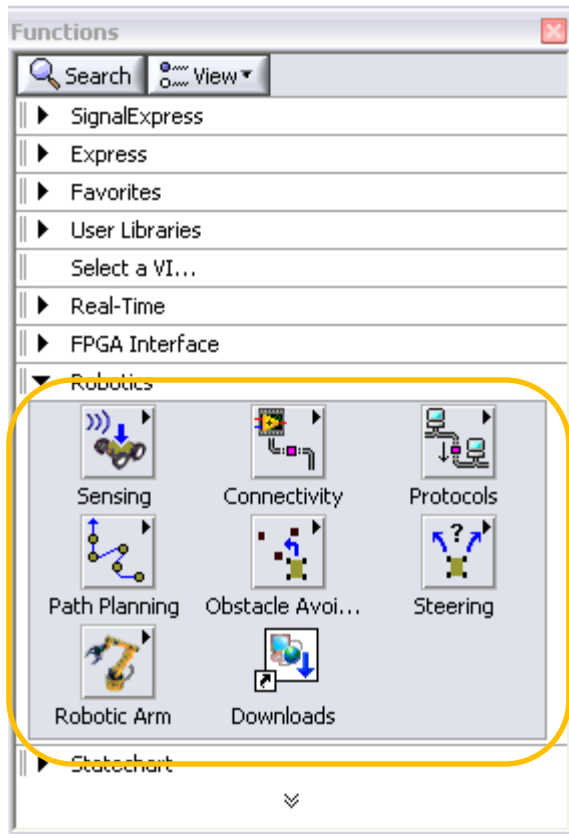 Functions
Search View
SignalExpress
Express
Favorites
User Libraries
Select a VI...
Real-Time
FPGA Interface
Robotics
Sensing Connectivity Protocols
Path Planning Obstacle Avoi... Steering
?
Robotic Arm Downloads
Statechart